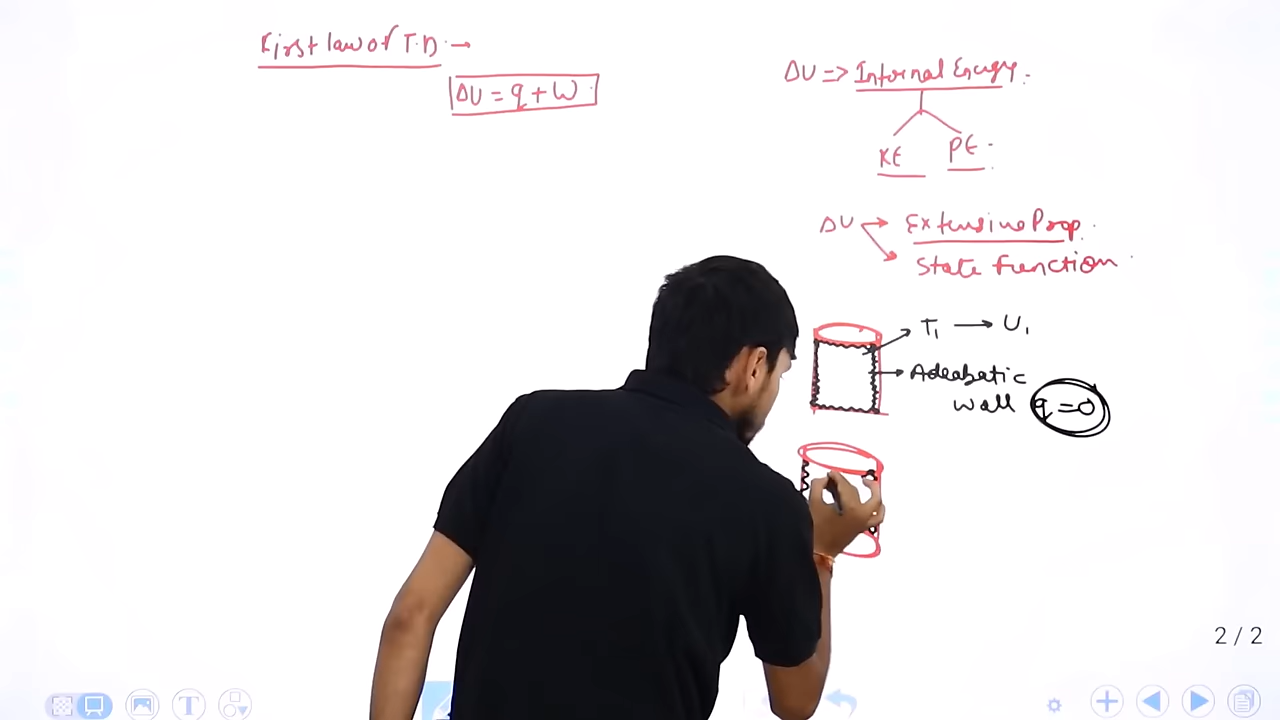 First law of T.D. →
ΔU = q + W
ΔU => Internal Energy.
KE PE
ΔU → Extensive Prop.
State function
T₁ → U₁
→ Adeabatic
wall q = 0
2 / 2
T